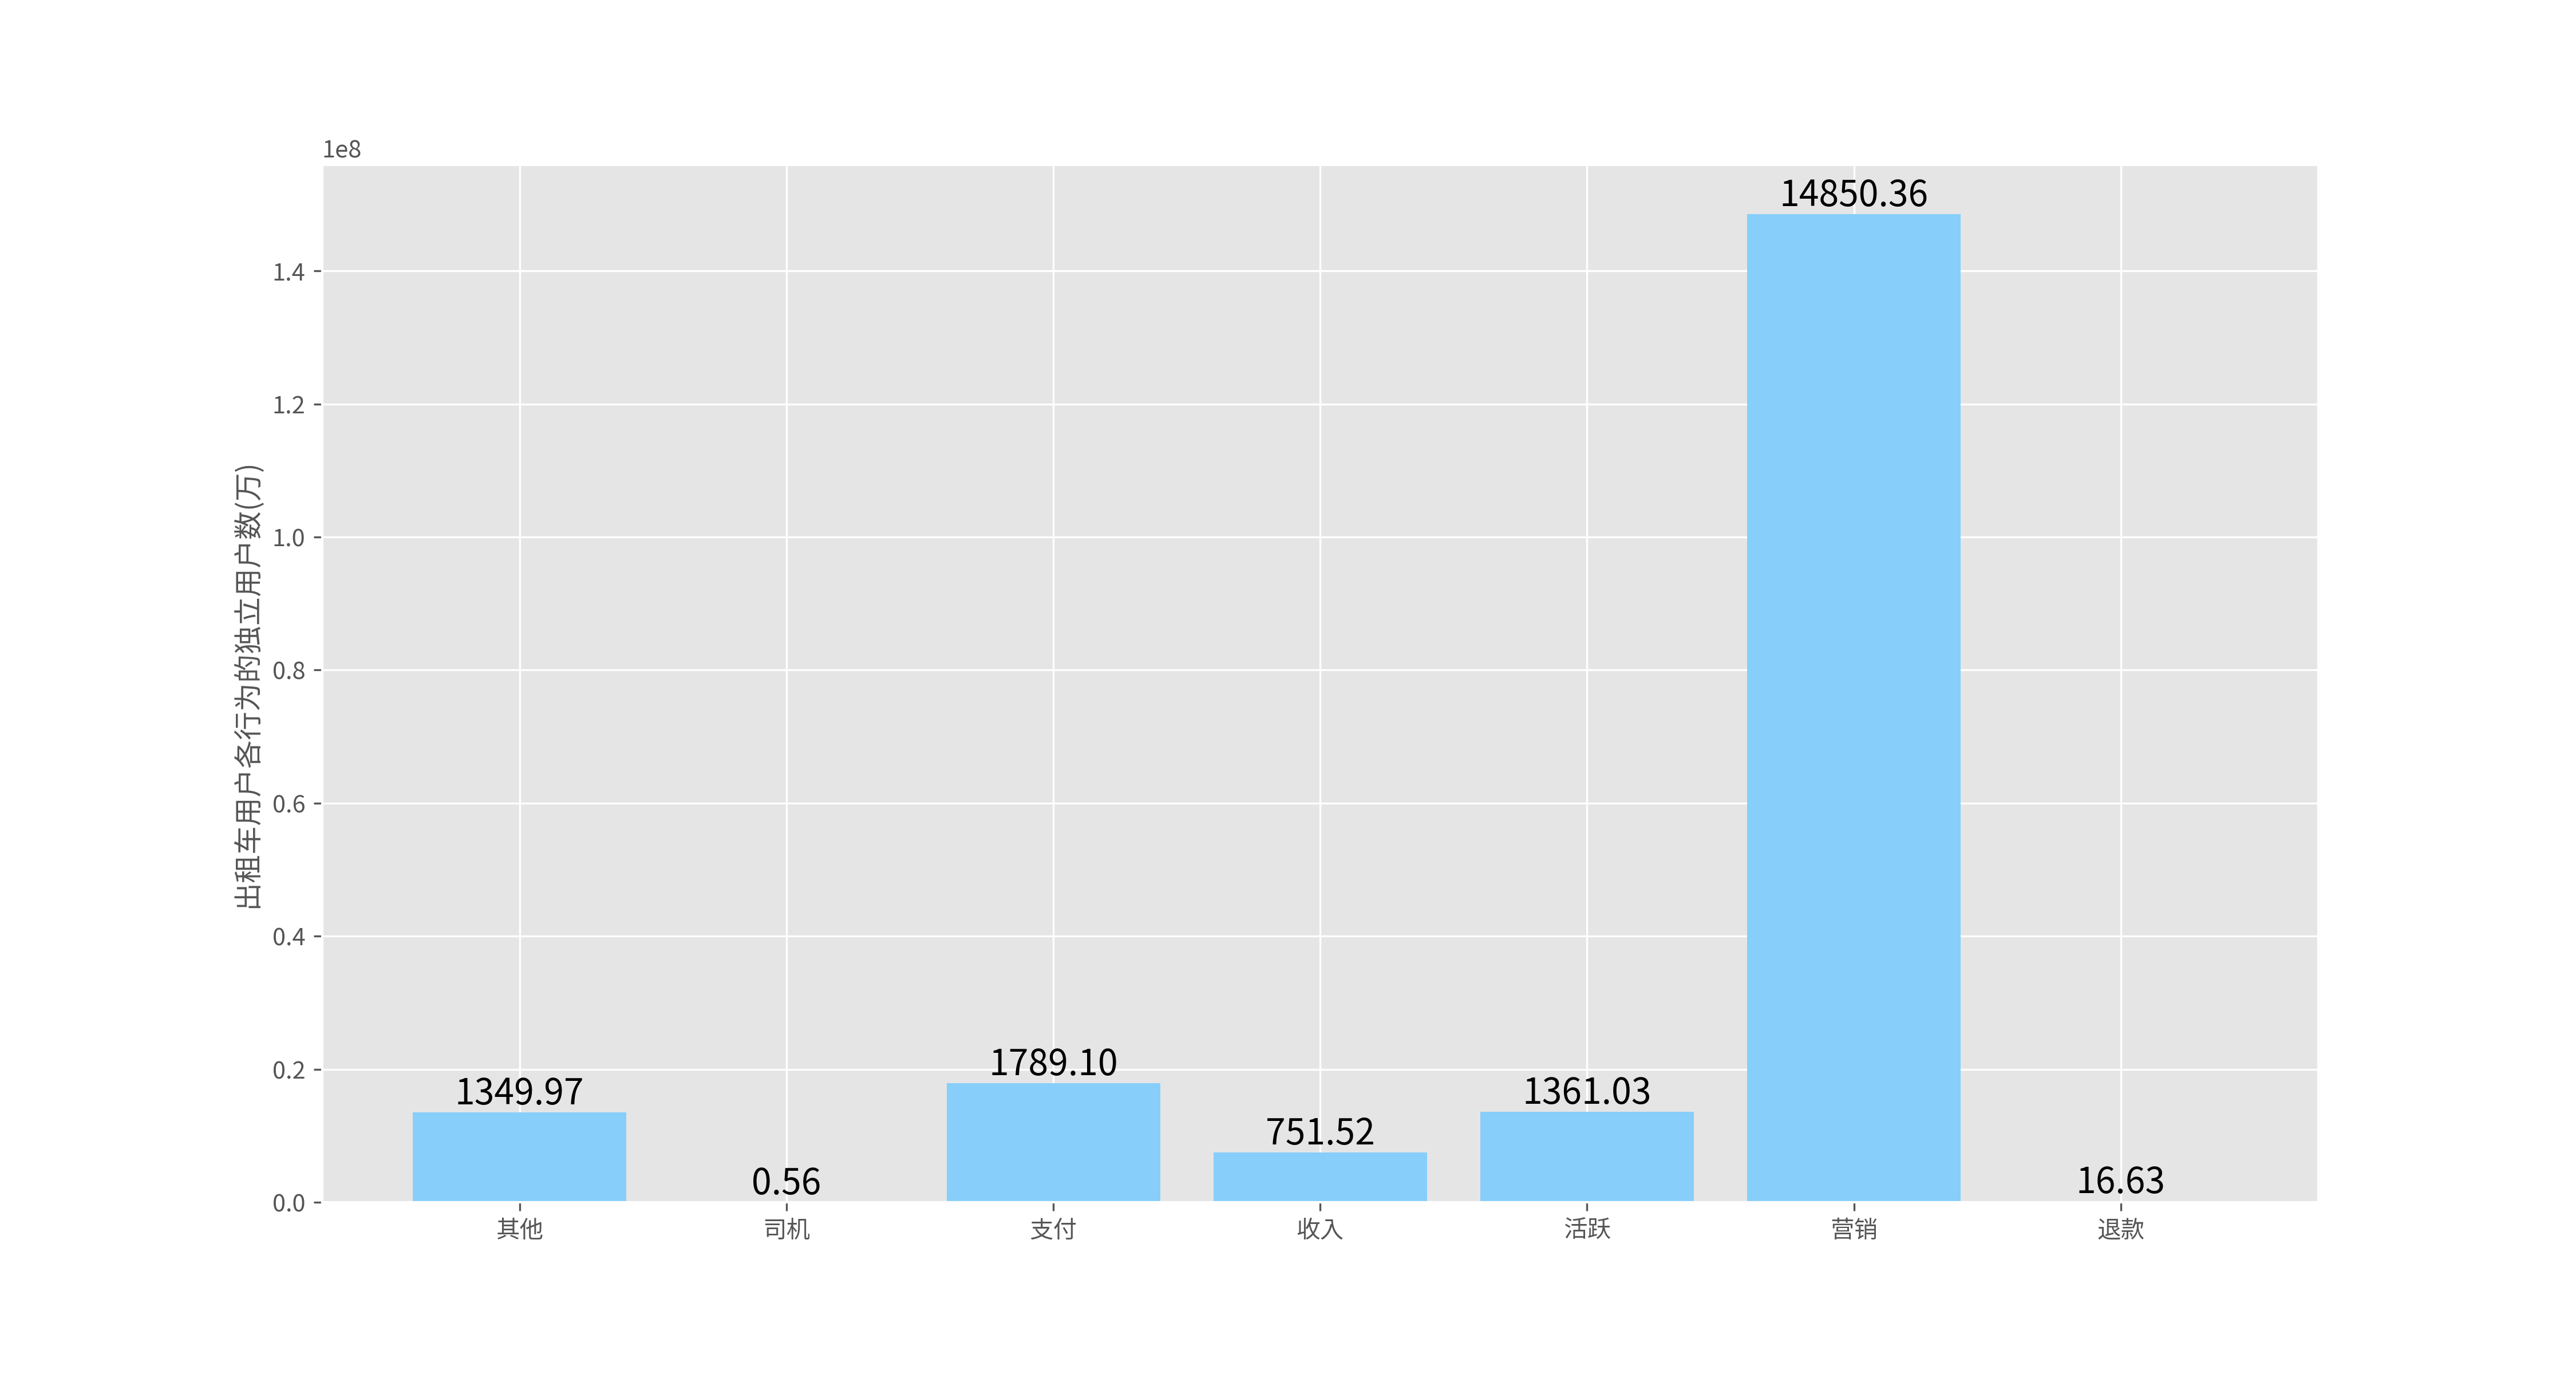 1e8
出租车用户各行为的独立用户数(万)
1.4
1.2
1.0
0.8
0.6
0.4
0.2
0.0
1349.97
0.56
1789.10
751.52
1361.03
14850.36
16.63
其他
司机
支付
收入
活跃
营销
退款